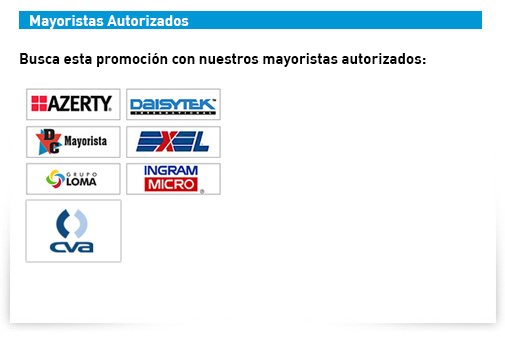 Mayoristas Autorizados
Busca esta promoción con nuestros mayoristas autorizados:
AZERTY
DAISYTEK™
INTERNATIONAL
DC Mayorista
EXEL
GRUPO
LOMA
INGRAM
MICRO®
cva